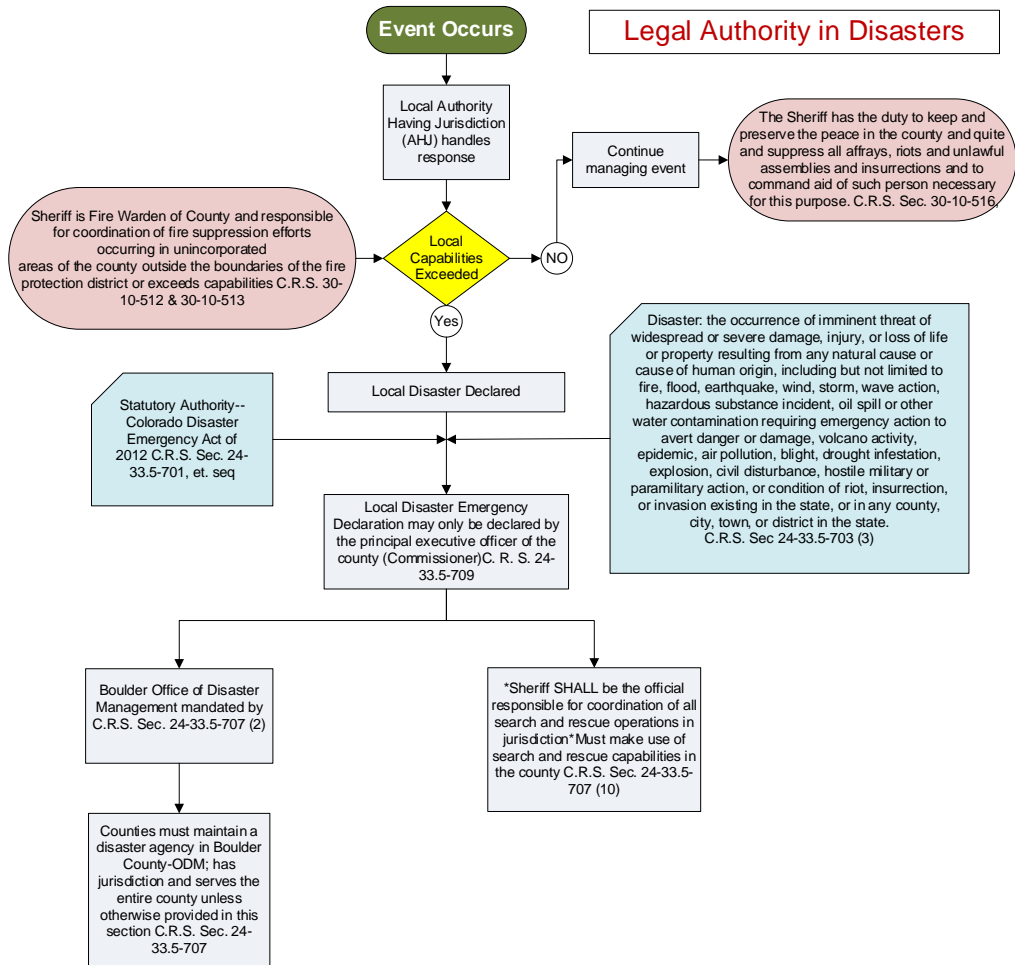 Event Occurs
Legal Authority in Disasters
Local Authority
Having Jurisdiction
(AHJ) handles
response
Continue
managing event
The Sheriff has the duty to keep and
preserve the peace in the county and quite
and suppress all affrays, riots and unlawful
assemblies and insurrections and to
command aid of such person necessary
for this purpose. C.R.S. Sec. 30-10-516,
Sheriff is Fire Warden of County and responsible
for coordination of fire suppression efforts
occurring in unincorporated
areas of the county outside the boundaries of the fire
protection district or exceeds capabilities C.R.S. 30-
10-512 & 30-10-513
Local
Capabilities
Exceeded
NO
Yes
Local Disaster Declared
Statutory Authority--
Colorado Disaster
Emergency Act of
2012 C.R.S. Sec. 24-
33.5-701, et. seq
Disaster: the occurrence of imminent threat of
widespread or severe damage, injury, or loss of life
or property resulting from any natural cause or
cause of human origin, including but not limited to
fire, flood, earthquake, wind, storm, wave action,
hazardous substance incident, oil spill or other
water contamination requiring emergency action to
avert danger or damage, volcano activity,
epidemic, air pollution, blight, drought infestation,
explosion, civil disturbance, hostile military or
paramilitary action, or condition of riot, insurrection,
or invasion existing in the state, or in any county,
city, town, or district in the state.
C.R.S. Sec 24-33.5-703 (3)
Local Disaster Emergency
Declaration may only be declared by
the principal executive officer of the
county (Commissioner)C. R. S. 24-
33.5-709
Boulder Office of Disaster
Management mandated by
C.R.S. Sec. 24-33.5-707 (2)
*Sheriff SHALL be the official
responsible for coordination of all
search and rescue operations in
jurisdiction*Must make use of
search and rescue capabilities in
the county C.R.S. Sec. 24-33.5-
707 (10)
Counties must maintain a
disaster agency in Boulder
County-ODM; has
jurisdiction and serves the
entire county unless
otherwise provided in this
section C.R.S. Sec. 24-
33.5-707